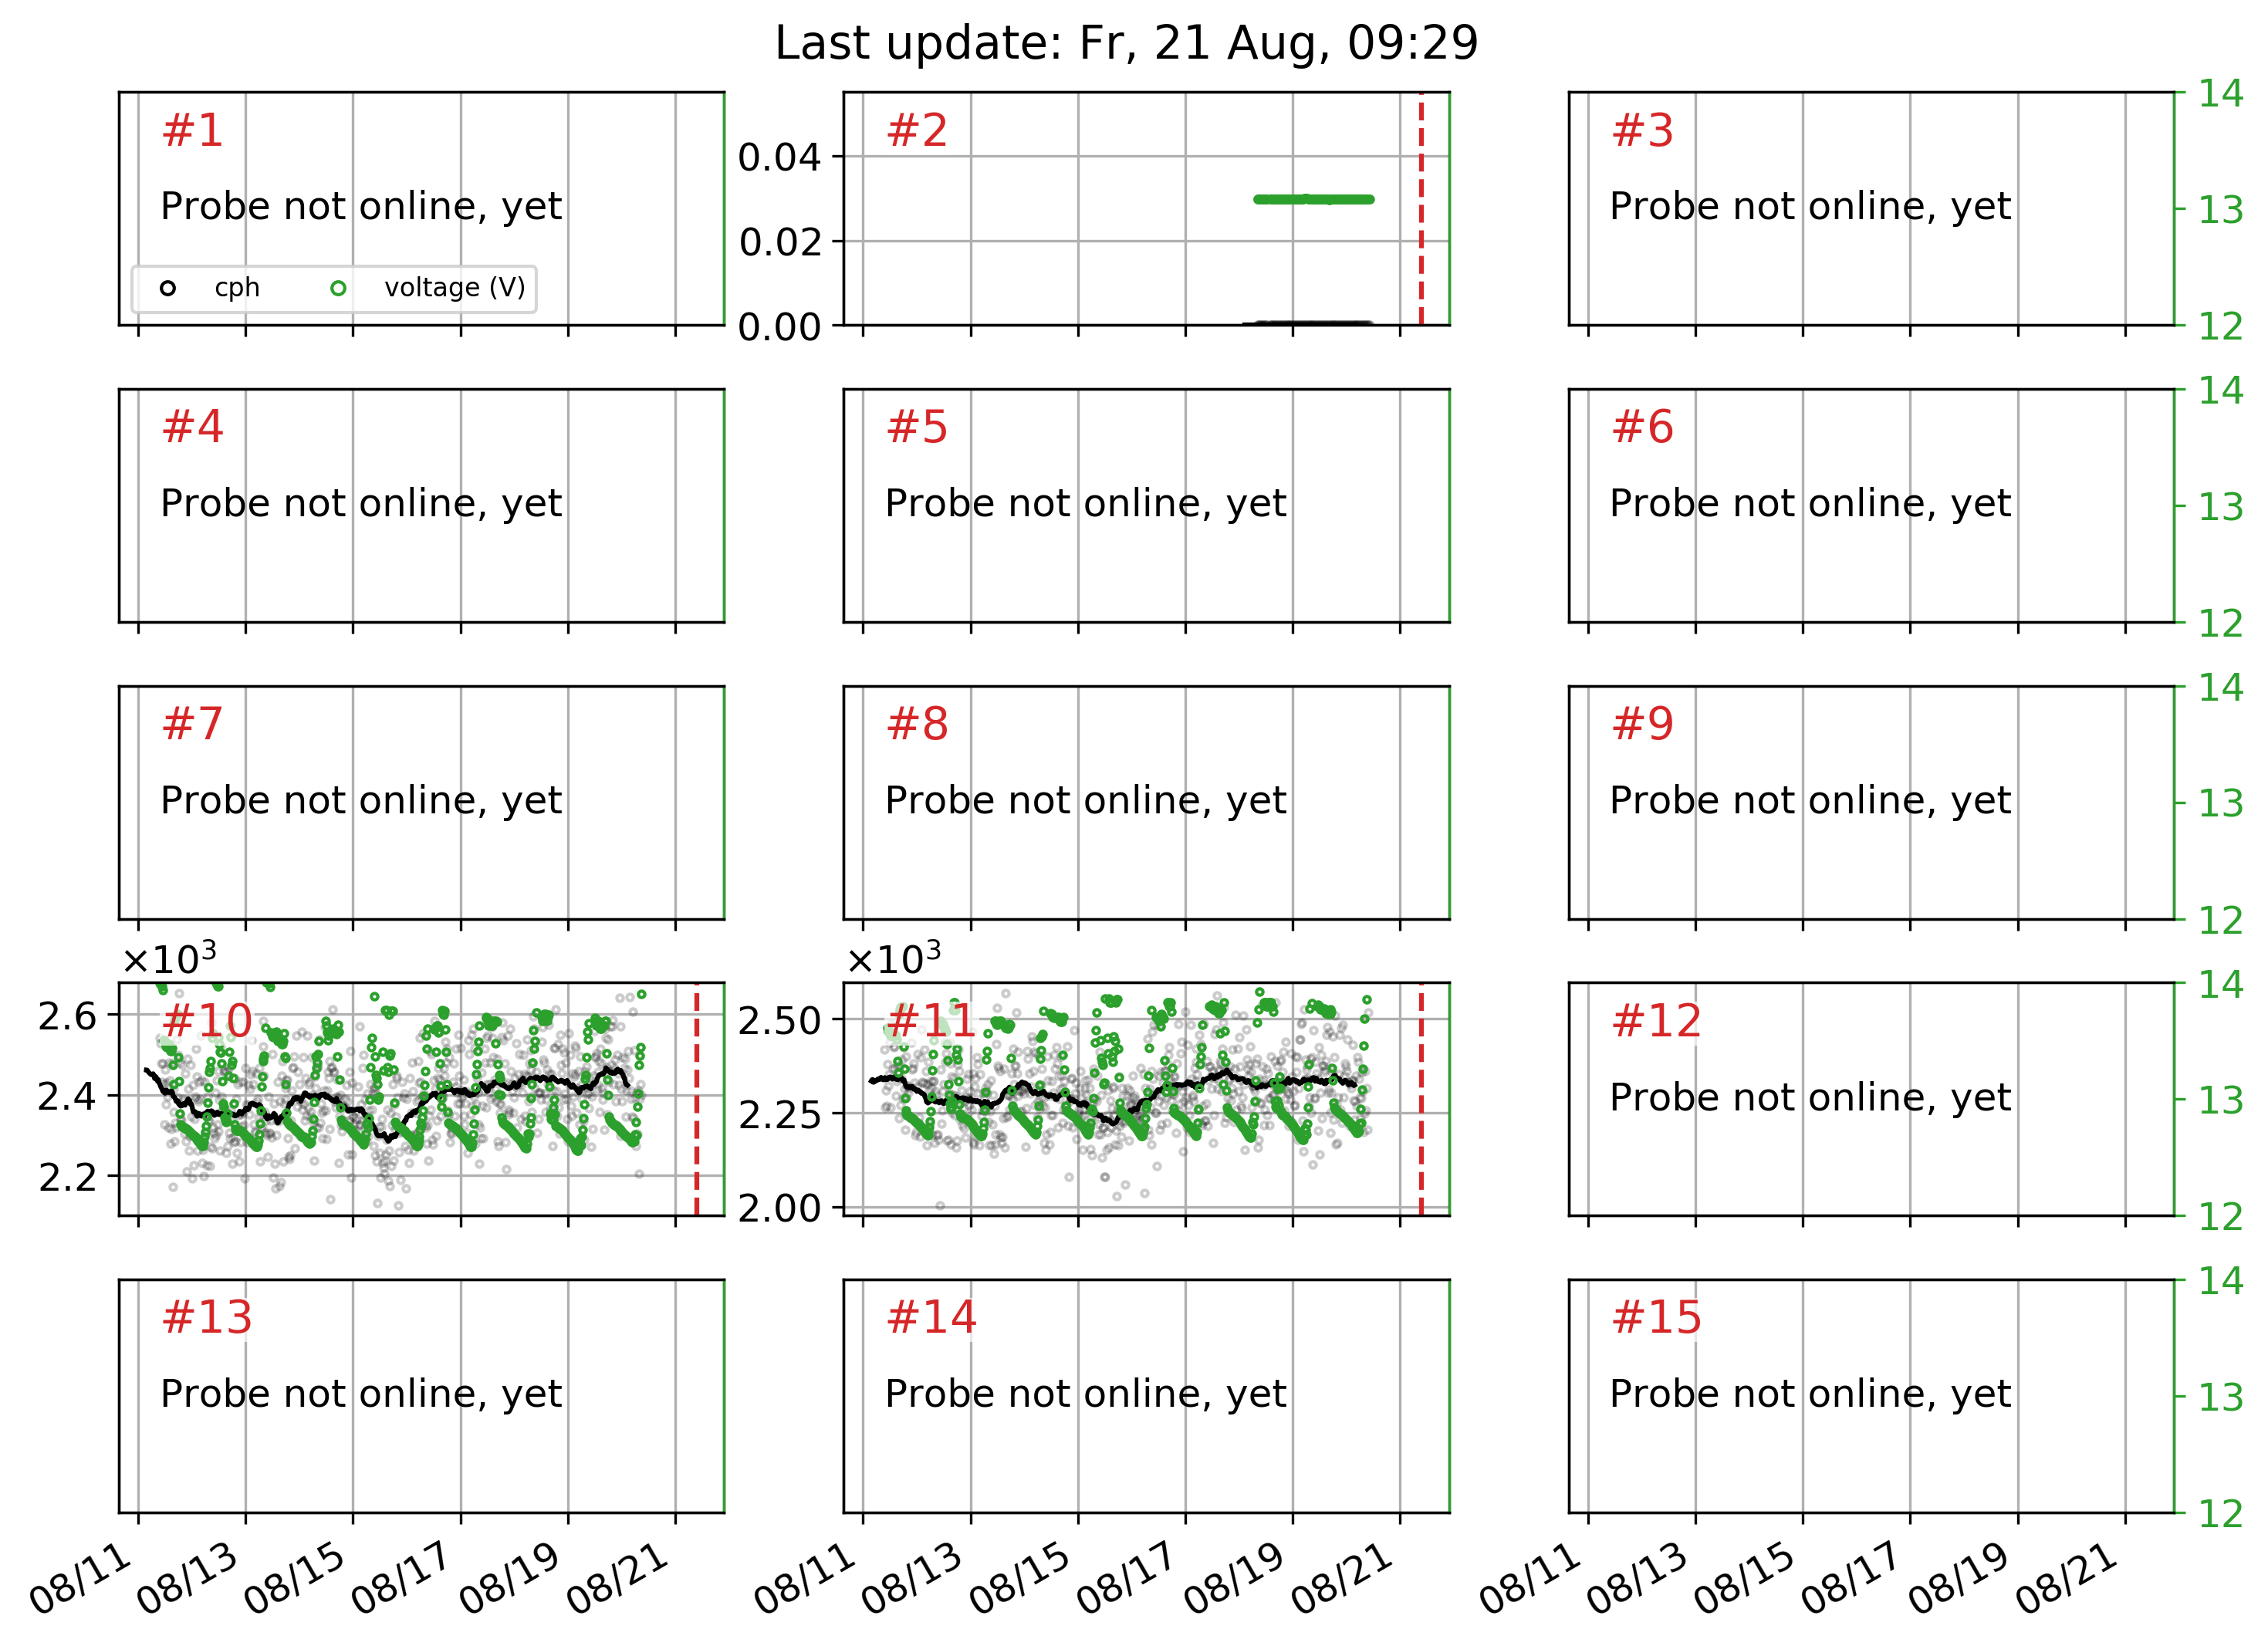 Last update: Fr, 21 Aug, 09:29
#1
Probe not online, yet
cph voltage (V)
0.04
0.02
0.00
#2
#3
Probe not online, yet
14
13
12
#4
Probe not online, yet
#5
Probe not online, yet
#6
Probe not online, yet
14
13
12
#7
Probe not online, yet
#8
Probe not online, yet
#9
Probe not online, yet
14
13
12
×10³
2.6
2.4
2.2
#10
×10³
2.50
2.25
2.00
#11
#12
Probe not online, yet
14
13
12
#13
Probe not online, yet
#14
Probe not online, yet
#15
Probe not online, yet
14
13
12
08/11 08/13 08/15 08/17 08/19 08/21
08/11 08/13 08/15 08/17 08/19 08/21
08/11 08/13 08/15 08/17 08/19 08/21